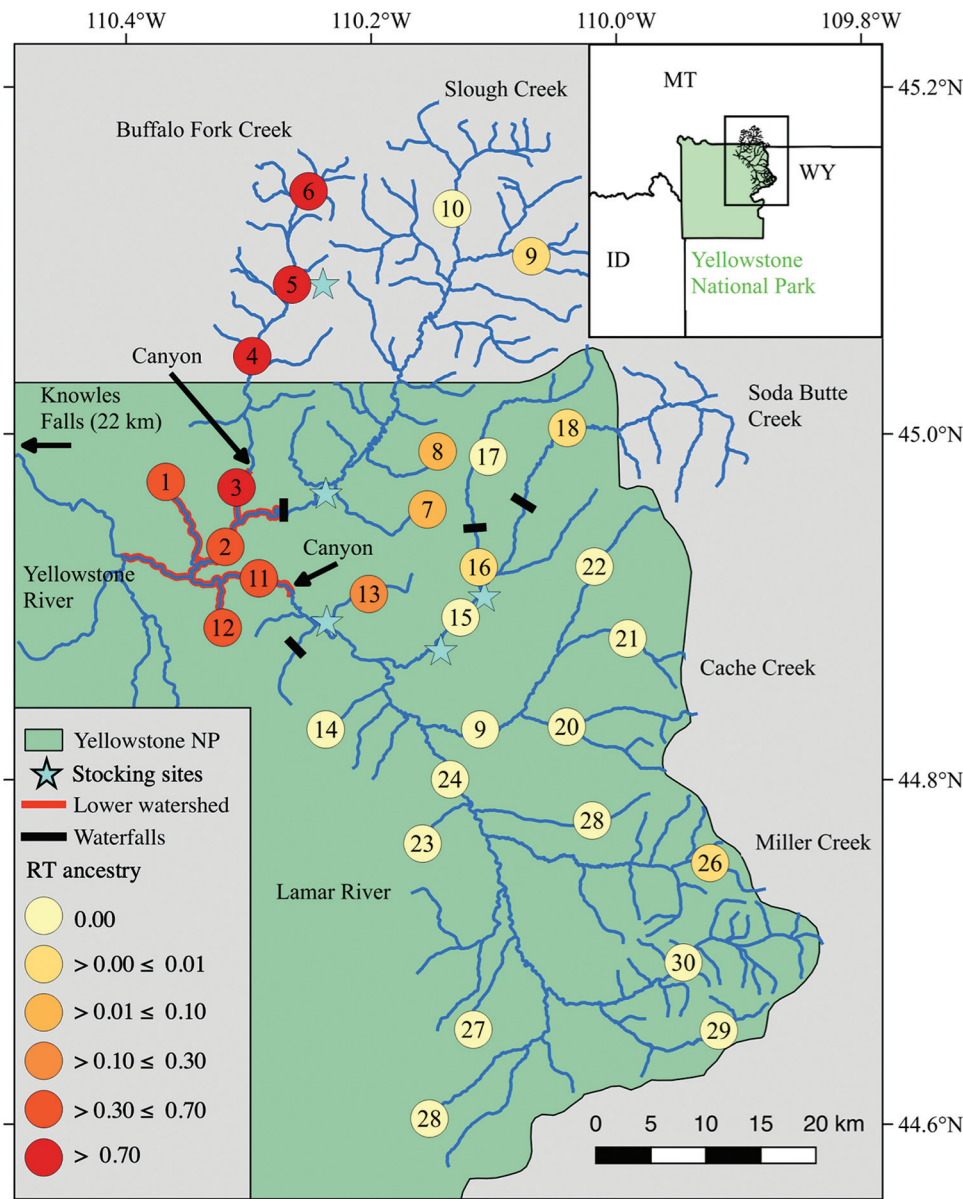 110.4°W
110.2°W
110.0°W
109.8°W
45.2°N
45.0°N
44.8°N
44.6°N
Slough Creek
Buffalo Fork Creek
MT
WY
ID
Yellowstone
National Park
6
10
9
5
4
Canyon
Knowles
Falls (22 km)
Soda Butte
Creek
18
8
17
1
3
7
2
Canyon
16
22
Yellowstone
River
11
13
15
12
21
Cache Creek
14
9
20
24
28
23
Miller Creek
26
Lamar River
30
27
29
28
Yellowstone NP
Stocking sites
Lower watershed
Waterfalls
RT ancestry
0.00
> 0.00 ≤ 0.01
> 0.01 ≤ 0.10
> 0.10 ≤ 0.30
> 0.30 ≤ 0.70
> 0.70
0 5 10 15 20 km